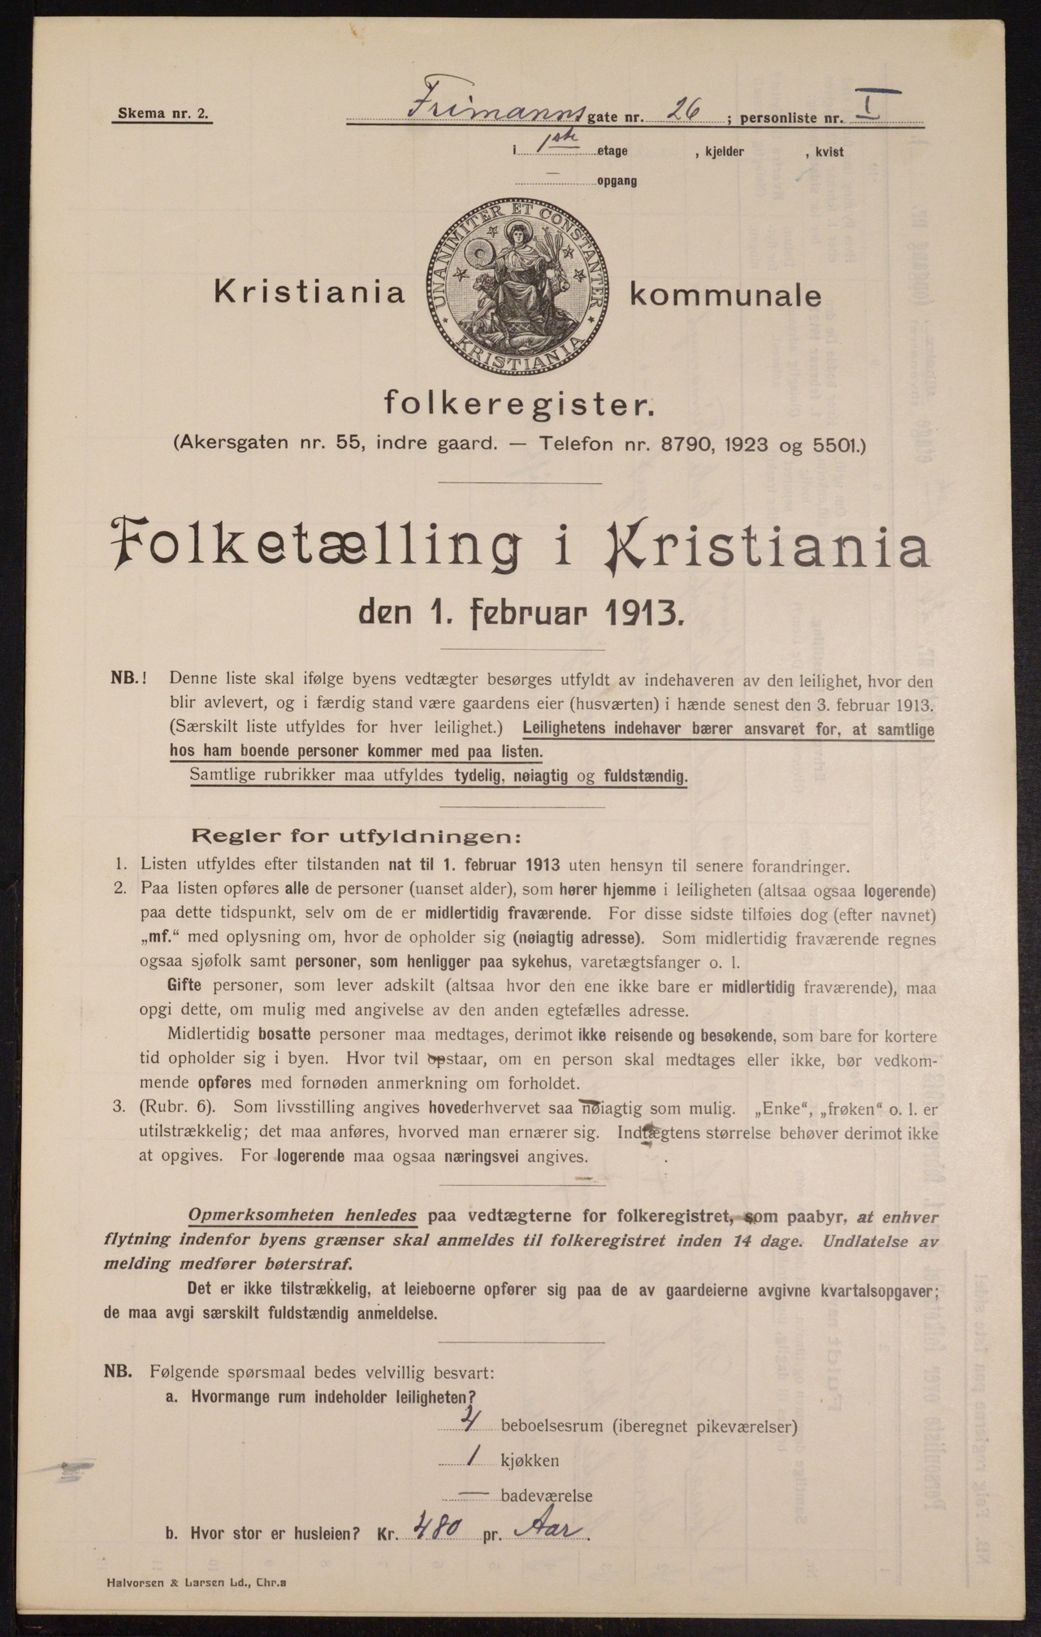 Skema nr. 2.
Frimanns gate nr. 26 ; personliste nr. I
i 1ste etage , kjelder , kvist
— opgang
UNANIMITER ET CONSTANTER
KRISTIANIA
Kristiania kommunale
folkeregister.
(Akersgaten nr. 55, indre gaard. — Telefon nr. 8790, 1923 og 5501.)
Folketælling i Kristiania
den 1. februar 1913.
NB.! Denne liste skal ifølge byens vedtægter besørges utfyldt av indehaveren av den leilighet, hvor den
blir avlevert, og i færdig stand være gaardens eier (husværten) i hænde senest den 3. februar 1913.
(Særskilt liste utfyldes for hver leilighet.) Leilighetens indehaver bærer ansvaret for, at samtlige
hos ham boende personer kommer med paa listen.
Samtlige rubrikker maa utfyldes tydelig, nøiagtig og fuldstændig.
Regler for utfyldningen:
1. Listen utfyldes efter tilstanden nat til 1. februar 1913 uten hensyn til senere forandringer.
2. Paa listen opføres alle de personer (uanset alder), som hører hjemme i leiligheten (altsaa ogsaa logerende)
paa dette tidspunkt, selv om de er midlertidig fraværende. For disse sidste tilføies dog (efter navnet)
„mf.“ med oplysning om, hvor de opholder sig (nøiagtig adresse). Som midlertidig fraværende regnes
ogsaa sjøfolk samt personer, som henligger paa sykehus, varetægtsfanger o. l.
Gifte personer, som lever adskilt (altsaa hvor den ene ikke bare er midlertidig fraværende), maa
opgi dette, om mulig med angivelse av den anden egtefælles adresse.
Midlertidig bosatte personer maa medtages, derimot ikke reisende og besøkende, som bare for kortere
tid opholder sig i byen. Hvor tvil opstaar, om en person skal medtages eller ikke, bør vedkom-
mende opføres med fornøden anmerkning om forholdet.
3. (Rubr. 6). Som livsstilling angives hovederhvervet saa nøiagtig som mulig. „Enke“, „frøken“ o. l. er
utilstrækkelig; det maa anføres, hvorved man ernærer sig. Indtægtens størrelse behøver derimot ikke
at opgives. For logerende maa ogsaa næringsvei angives.
Opmerksomheten henledes paa vedtægterne for folkeregistret, som paabyr, at enhver
flytning indenfor byens grænser skal anmeldes til folkeregistret inden 14 dage. Undlatelse av
melding medfører bøterstraf.
Det er ikke tilstrækkelig, at leieboerne opfører sig paa de av gaardeierne avgivne kvartalsopgaver;
de maa avgi særskilt fuldstændig anmeldelse.
NB. Følgende spørsmaal bedes velvillig besvart:
a. Hvormange rum indeholder leiligheten?
4 beboelsesrum (iberegnet pikeværelser)
1 kjøkken
— badeværelse
b. Hvor stor er husleien? Kr. 480 pr. Aar.
Halvorsen & Larsen Ld., Chr.a